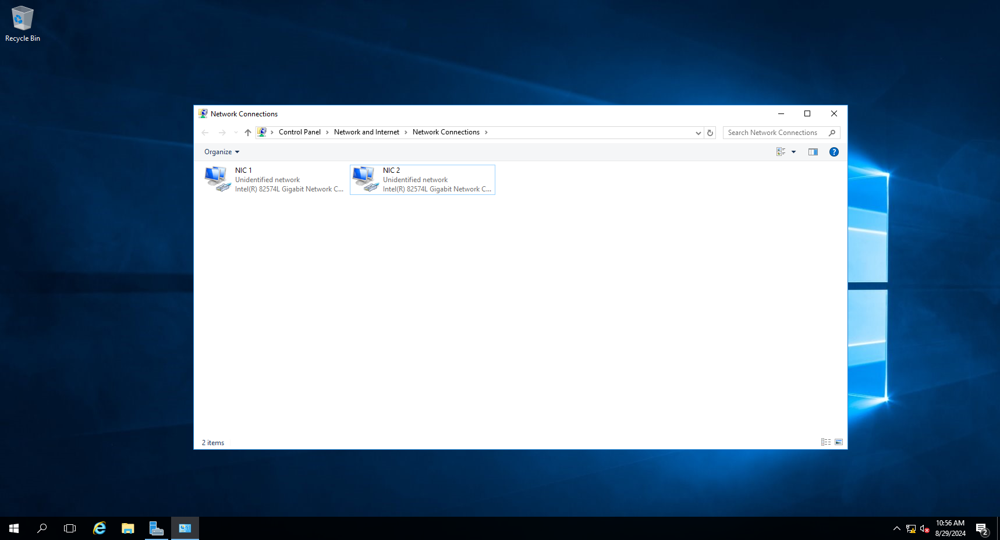 Recycle Bin
Network Connections
Control Panel
Network and Internet
Network Connections
Search Network Connections
Organize
NIC 1
Unidentified network
Intel(R) 82574L Gigabit Network C...
NIC 2
Unidentified network
Intel(R) 82574L Gigabit Network C...
2 items
10:56 AM
8/29/2024
2